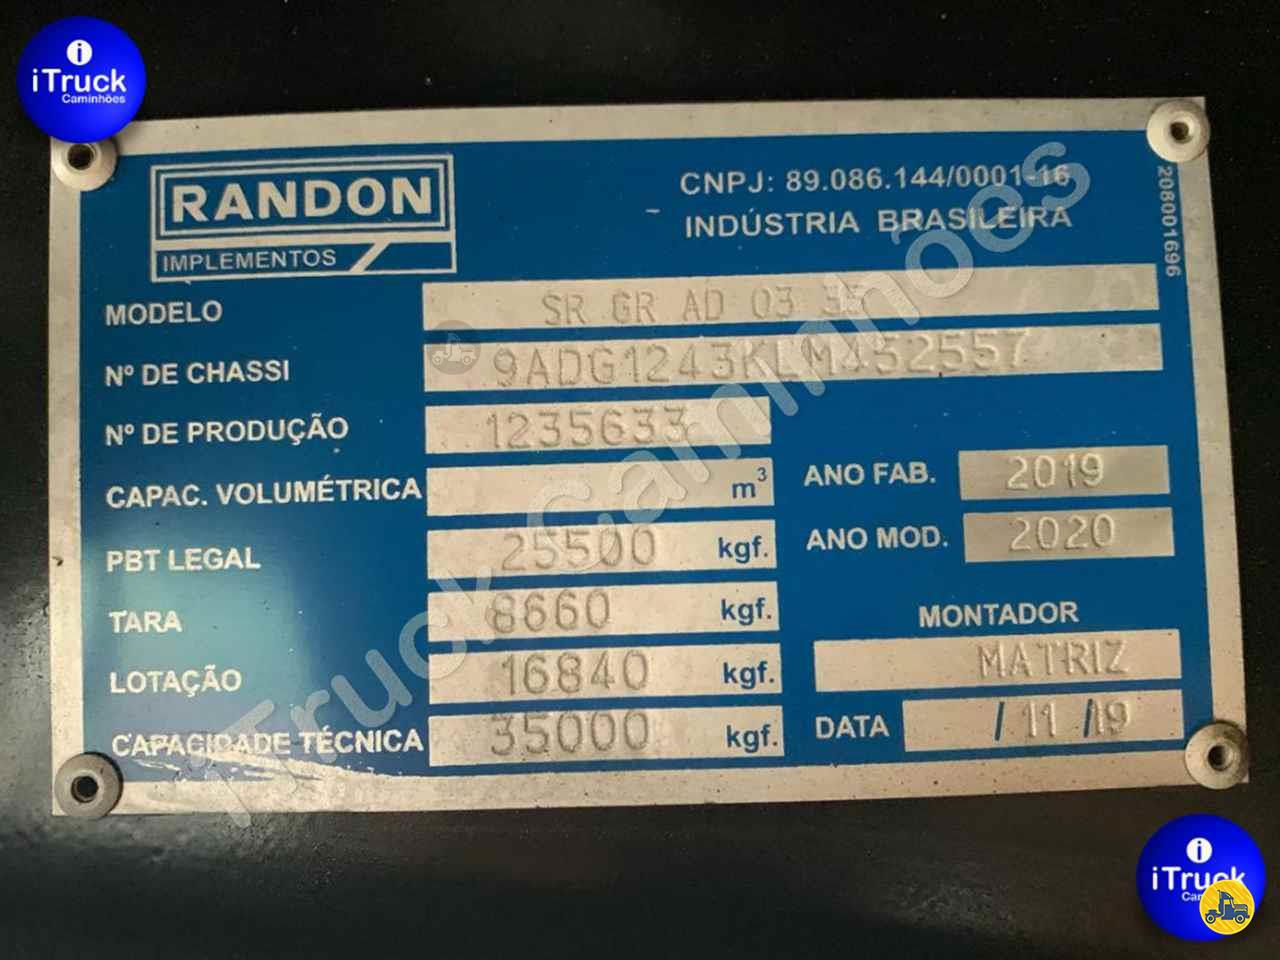 i
iTruck
Caminhões
RANDON
IMPLEMENTOS
CNPJ: 89.086.144/0001-16
INDÚSTRIA BRASILEIRA
208001696
MODELO SR GR AD 03 35
Nº DE CHASSI 9ADG1243KLM452557
Nº DE PRODUÇÃO 1235633
CAPAC. VOLUMÉTRICA m³
ANO FAB. 2019
PBT LEGAL 25500 kgf.
ANO MOD. 2020
TARA 8660 kgf.
MONTADOR
MATRIZ
LOTAÇÃO 16840 kgf.
CAPACIDADE TÉCNICA 35000 kgf.
DATA /11/19
iTruck Caminhões
i
iTruck